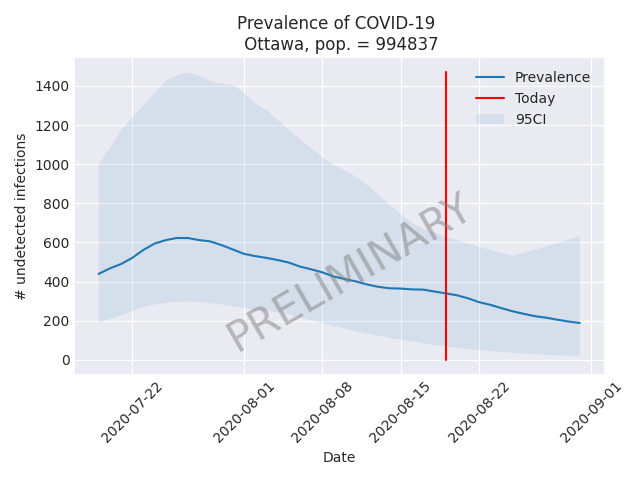 Prevalence of COVID-19
Ottawa, pop. = 994837
Prevalence
Today
95CI
1400
1200
1000
800
600
400
200
0
# undetected infections
PRELIMINARY
2020-07-22
2020-08-01
2020-08-08
2020-08-15
2020-08-22
2020-09-01
Date